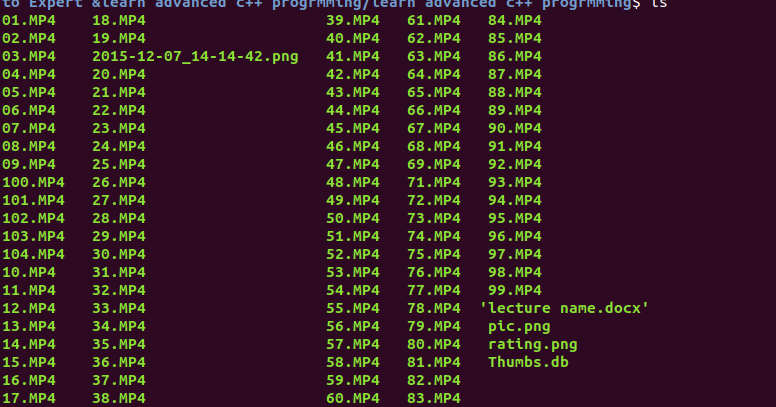 to Expert &learn advanced c++ progrMMing/learn advanced c++ progrMMing$ ls
01.MP4 18.MP4 39.MP4 61.MP4 84.MP4
02.MP4 19.MP4 40.MP4 62.MP4 85.MP4
03.MP4 2015-12-07_14-14-42.png 41.MP4 63.MP4 86.MP4
04.MP4 20.MP4 42.MP4 64.MP4 87.MP4
05.MP4 21.MP4 43.MP4 65.MP4 88.MP4
06.MP4 22.MP4 44.MP4 66.MP4 89.MP4
07.MP4 23.MP4 45.MP4 67.MP4 90.MP4
08.MP4 24.MP4 46.MP4 68.MP4 91.MP4
09.MP4 25.MP4 47.MP4 69.MP4 92.MP4
100.MP4 26.MP4 48.MP4 71.MP4 93.MP4
101.MP4 27.MP4 49.MP4 72.MP4 94.MP4
102.MP4 28.MP4 50.MP4 73.MP4 95.MP4
103.MP4 29.MP4 51.MP4 74.MP4 96.MP4
104.MP4 30.MP4 52.MP4 75.MP4 97.MP4
10.MP4 31.MP4 53.MP4 76.MP4 98.MP4
11.MP4 32.MP4 54.MP4 77.MP4 99.MP4
12.MP4 33.MP4 55.MP4 78.MP4 'lecture name.docx'
13.MP4 34.MP4 56.MP4 79.MP4 pic.png
14.MP4 35.MP4 57.MP4 80.MP4 rating.png
15.MP4 36.MP4 58.MP4 81.MP4 Thumbs.db
16.MP4 37.MP4 59.MP4 82.MP4
17.MP4 38.MP4 60.MP4 83.MP4